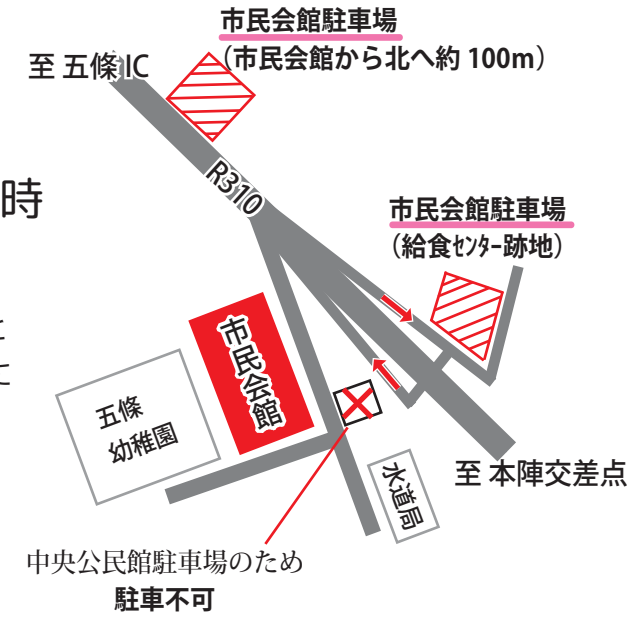 市民会館駐車場
（市民会館から北へ約 100m）
至 五條 IC
R310
時
市民会館駐車場
（給食センター跡地）
に
市民会館
五條
幼稚園
水道局
至 本陣交差点
中央公民館駐車場のため
駐車不可